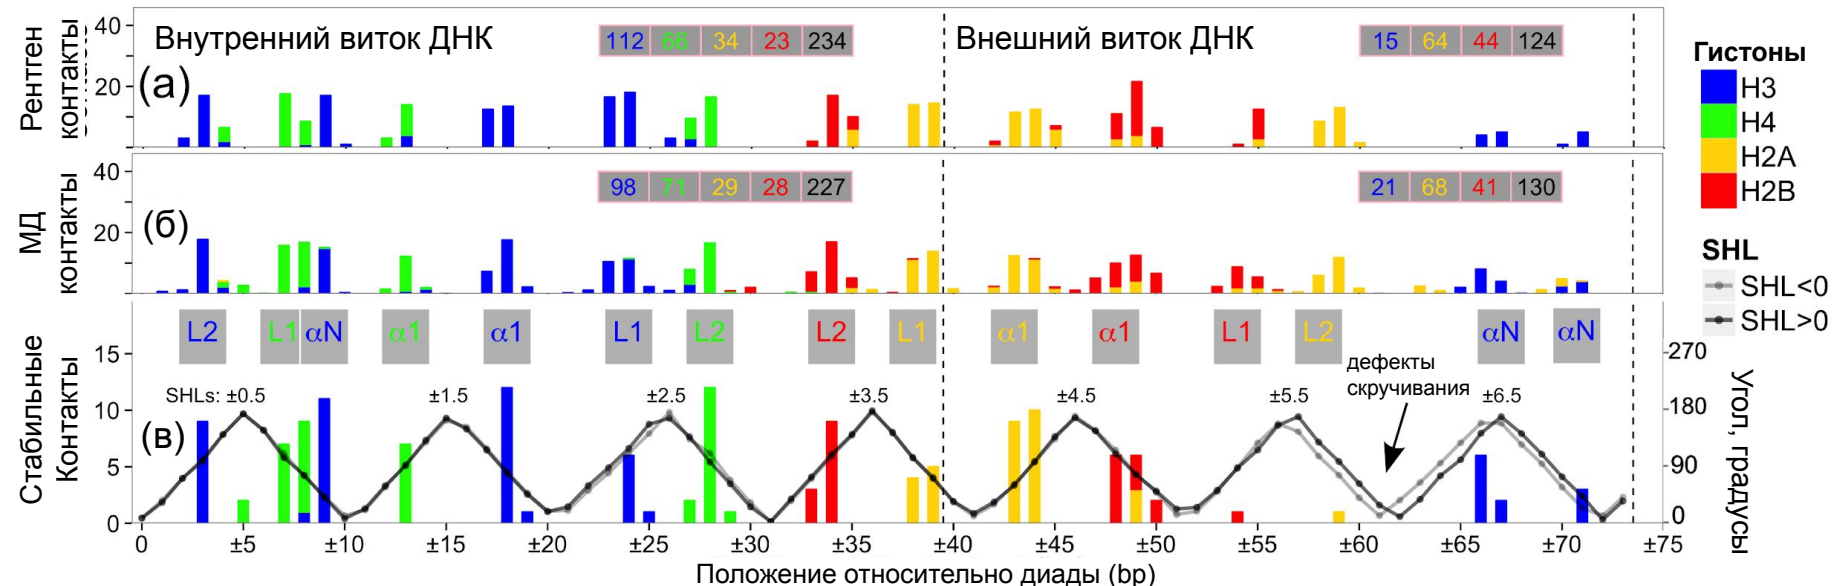 Рентген
контакты
40
20
(а)
Внутренний виток ДНК
112 66 34 23 234
Внешний виток ДНК
15 64 44 124
МД
контакты
40
20
(б)
98 71 29 28 227
21 68 41 130
Стабильные
Контакты
15
10
5
0
(в)
L2 L1 αN α1 α1 L1 L2 L2 L1 α1 α1 L1 L2 αN αN
SHLs: ±0.5 ±1.5 ±2.5 ±3.5 ±4.5 ±5.5 ±6.5
дефекты
скручивания
270
180
90
0
Угол, градусы
0 ±5 ±10 ±15 ±20 ±25 ±30 ±35 ±40 ±45 ±50 ±55 ±60 ±65 ±70 ±75
Положение относительно диады (bp)
Гистоны
H3
H4
H2A
H2B
SHL
SHL<0
SHL>0